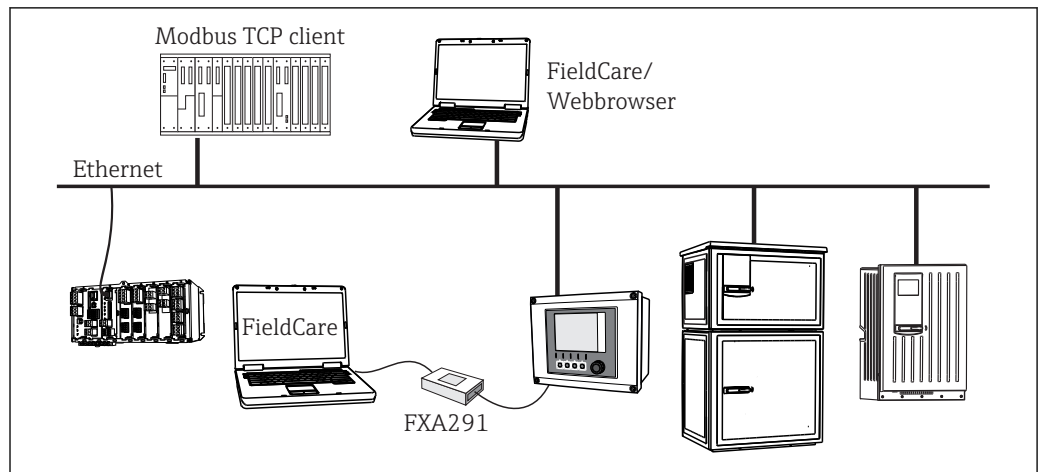 Modbus TCP client
FieldCare/
Webbrowser
Ethernet
FieldCare
FXA291